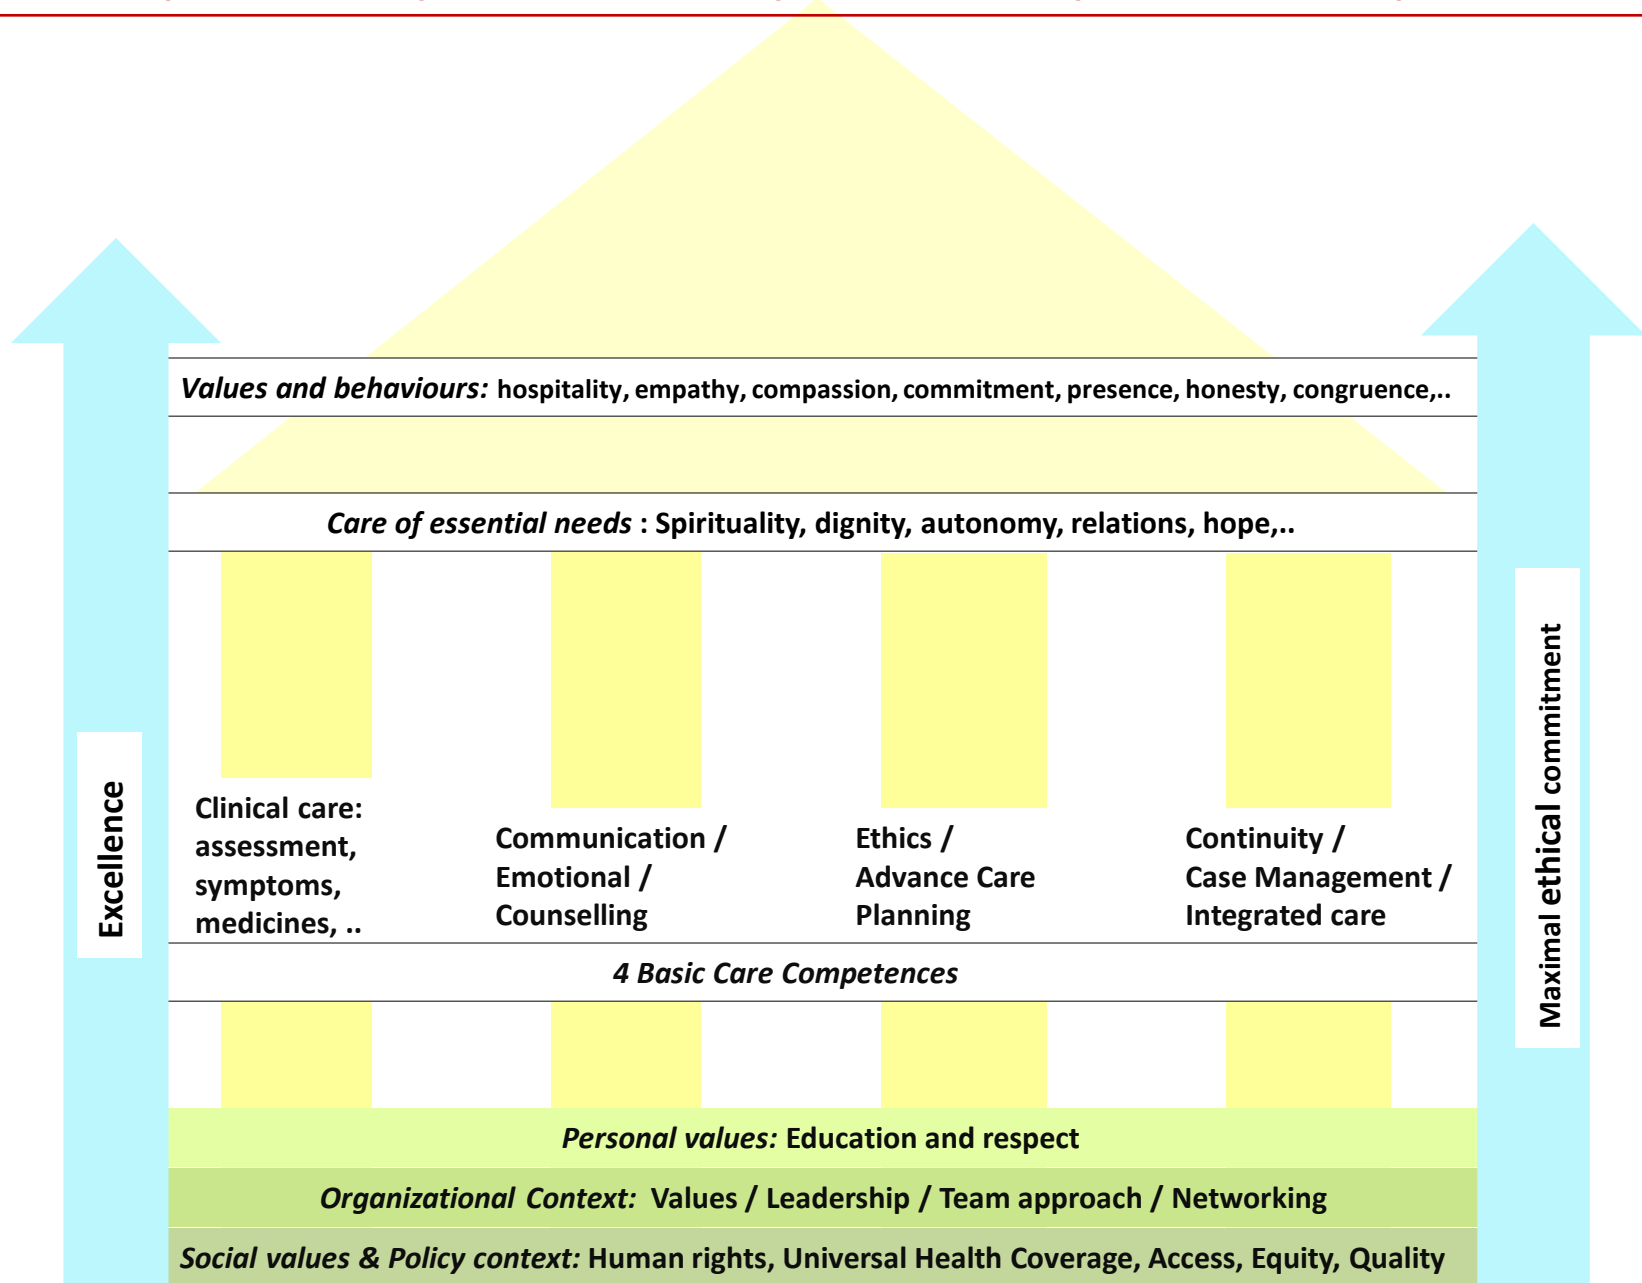 Values and behaviours: hospitality, empathy, compassion, commitment, presence, honesty, congruence,..
Care of essential needs : Spirituality, dignity, autonomy, relations, hope,..
Excellence
Clinical care:
assessment,
symptoms,
medicines, ..
Communication /
Emotional /
Counselling
Ethics /
Advance Care
Planning
Continuity /
Case Management /
Integrated care
Maximal ethical commitment
4 Basic Care Competences
Personal values: Education and respect
Organizational Context: Values / Leadership / Team approach / Networking
Social values & Policy context: Human rights, Universal Health Coverage, Access, Equity, Quality